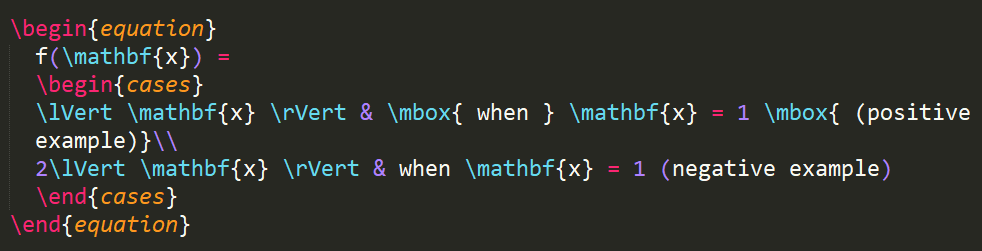 \begin{equation}
f(\mathbf{x}) =
\begin{cases}
\lVert \mathbf{x} \rVert & \mbox{ when } \mathbf{x} = 1 \mbox{ (positive
example)}\\
2\lVert \mathbf{x} \rVert & when \mathbf{x} = 1 (negative example)
\end{cases}
\end{equation}